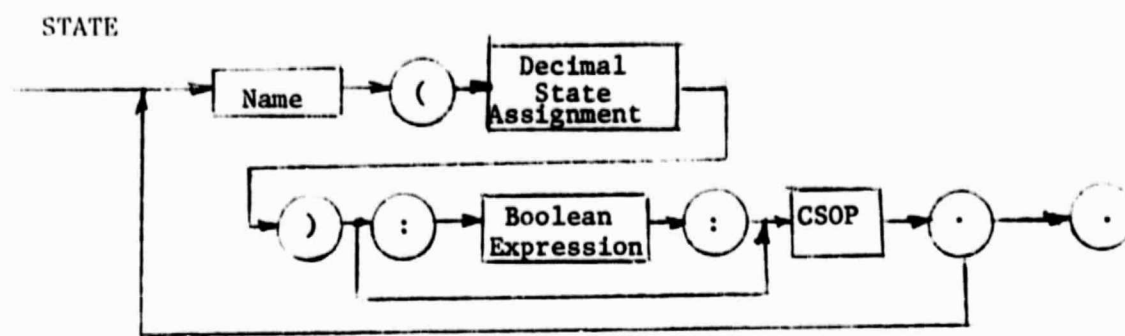 STATE
Name
(
Decimal
State
Assignment
)
:
Boolean
Expression
:
CSOP
.
.